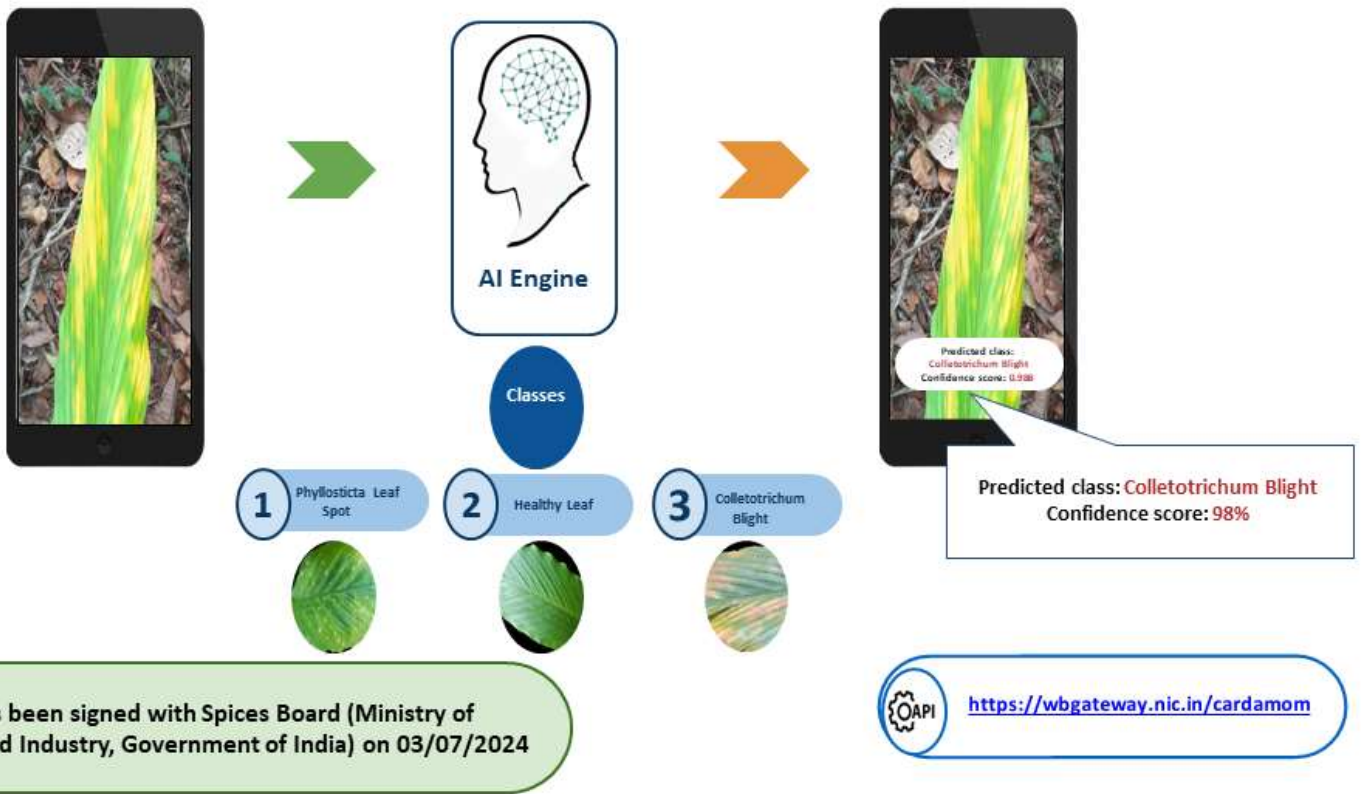 AI Engine
Predicted class:
Colletotrichum Blight
Confidence score: 0.988
Classes
1
Phyllosticta Leaf
Spot
2
Healthy Leaf
3
Colletotrichum
Blight
Predicted class: Colletotrichum Blight
Confidence score: 98%
s been signed with Spices Board (Ministry of
d Industry, Government of India) on 03/07/2024
API
https://wbgateway.nic.in/cardamom